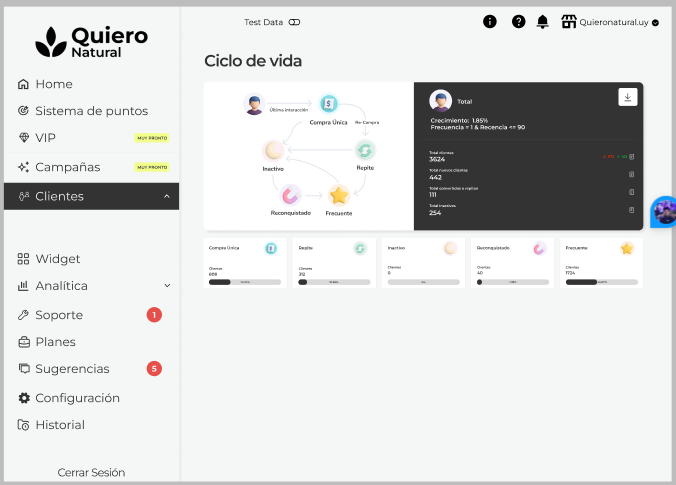 Quiero
Natural
Test Data
Quieronatural.uy
Home
Sistema de puntos
VIP
MUY PRONTO
Campañas
MUY PRONTO
Clientes
Widget
Analítica
Soporte
1
Planes
Sugerencias
5
Configuración
Historial
Cerrar Sesión
Ciclo de vida
Última interacción
Compra Única
Re-Compra
Inactivo
Repite
Reconquistado
Frecuente
Total
Crecimiento: 1.85%
Frecuencia = 1 & Recencia <= 90
Total clientes
3624
Total nuevos clientes
442
Total convertidos a repiten
111
Total inactivos
254
Compra Única
Clientes
868
Repite
Clientes
312
Inactivo
Clientes
0
Reconquistado
Clientes
40
Frecuente
Clientes
1724